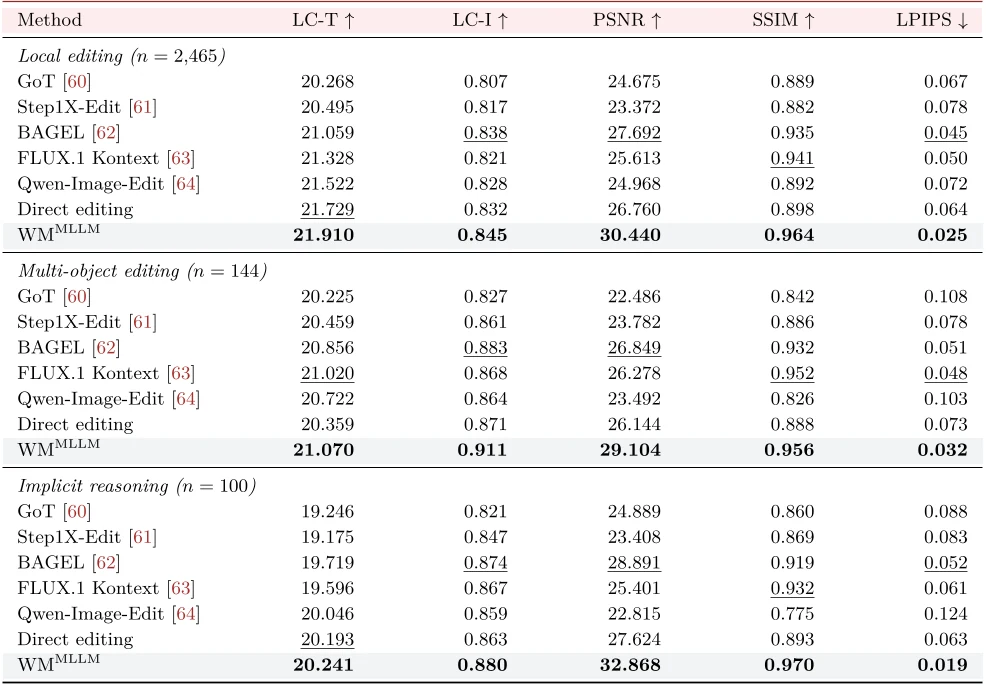 Method LC-T ↑ LC-I ↑ PSNR ↑ SSIM ↑ LPIPS ↓
Local editing (n = 2,465)
GoT [60] 20.268 0.807 24.675 0.889 0.067
Step1X-Edit [61] 20.495 0.817 23.372 0.882 0.078
BAGEL [62] 21.059 0.838 27.692 0.935 0.045
FLUX.1 Kontext [63] 21.328 0.821 25.613 0.941 0.050
Qwen-Image-Edit [64] 21.522 0.828 24.968 0.892 0.072
Direct editing 21.729 0.832 26.760 0.898 0.064
WM^MLLM 21.910 0.845 30.440 0.964 0.025
Multi-object editing (n = 144)
GoT [60] 20.225 0.827 22.486 0.842 0.108
Step1X-Edit [61] 20.459 0.861 23.782 0.886 0.078
BAGEL [62] 20.856 0.883 26.849 0.932 0.051
FLUX.1 Kontext [63] 21.020 0.868 26.278 0.952 0.048
Qwen-Image-Edit [64] 20.722 0.864 23.492 0.826 0.103
Direct editing 20.359 0.871 26.144 0.888 0.073
WM^MLLM 21.070 0.911 29.104 0.956 0.032
Implicit reasoning (n = 100)
GoT [60] 19.246 0.821 24.889 0.860 0.088
Step1X-Edit [61] 19.175 0.847 23.408 0.869 0.083
BAGEL [62] 19.719 0.874 28.891 0.919 0.052
FLUX.1 Kontext [63] 19.596 0.867 25.401 0.932 0.061
Qwen-Image-Edit [64] 20.046 0.859 22.815 0.775 0.124
Direct editing 20.193 0.863 27.624 0.893 0.063
WM^MLLM 20.241 0.880 32.868 0.970 0.019